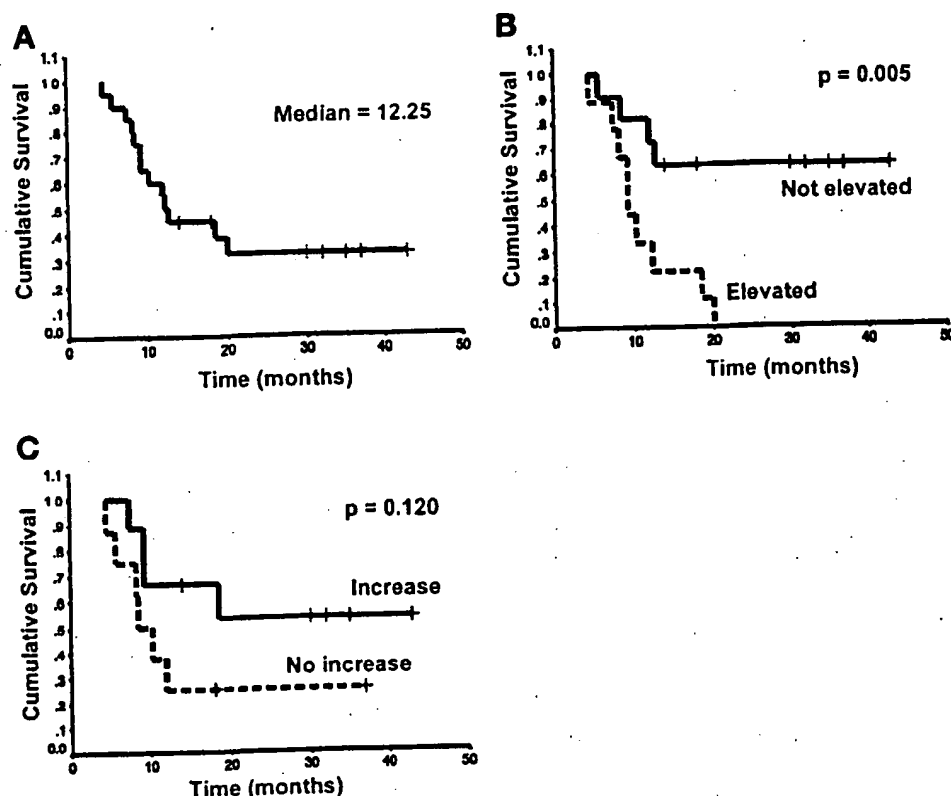 A
1.1
1.0
.9
.8
.7
.6
.5
.4
.3
.2
.1
0.0
Cumulative Survival
Median = 12.25
0 10 20 30 40 50
Time (months)
B
1.1
1.0
.9
.8
.7
.6
.5
.4
.3
.2
.1
0.0
Cumulative Survival
p = 0.005
Not elevated
Elevated
0 10 20 30 40 50
Time (months)
C
1.1
1.0
.9
.8
.7
.6
.5
.4
.3
.2
.1
0.0
Cumulative Survival
p = 0.120
Increase
No increase
0 10 20 30 40 50
Time (months)